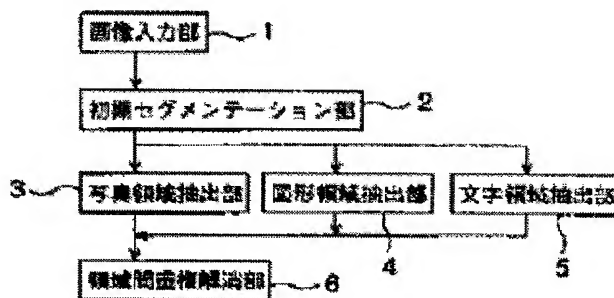 画像入力部 1
初期セグメンテーション部 2
3 写真領域抽出部 図形領域抽出部 文字領域抽出部
4 5
領域間重複解消部 6